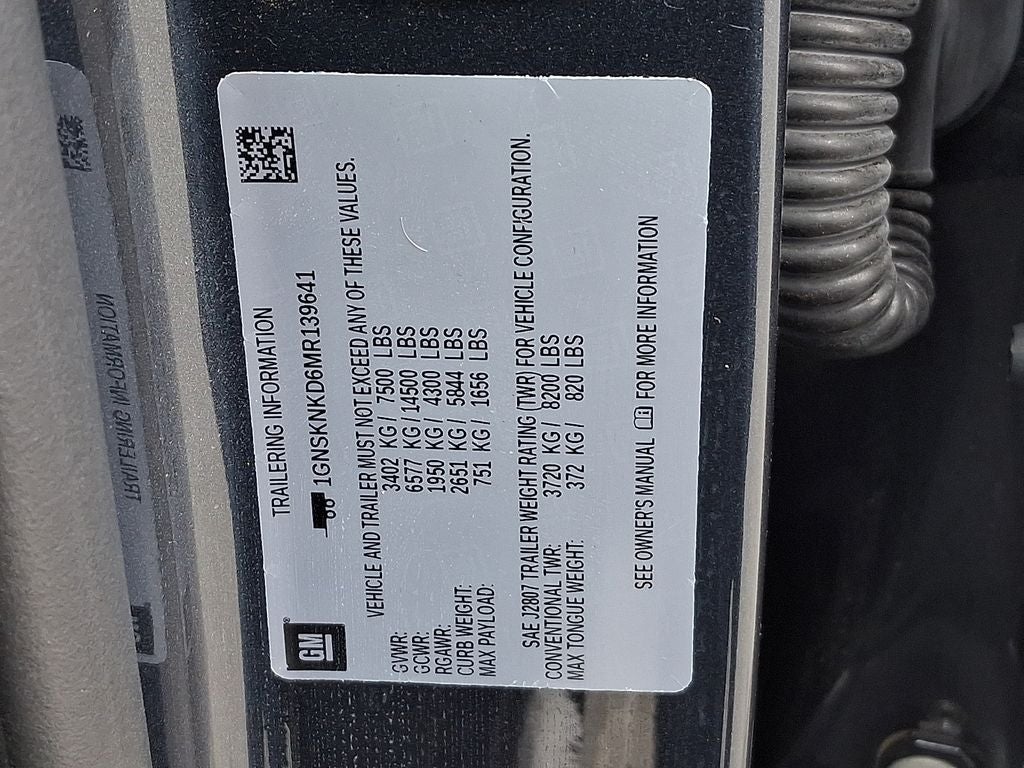 GM
TRAILERING INFORMATION
1GNSKNKD6MR139641
VEHICLE AND TRAILER MUST NOT EXCEED ANY OF THESE VALUES.
GVWR: 3402 KG / 7500 LBS
GCWR: 6577 KG / 14500 LBS
RGAWR: 1950 KG / 4300 LBS
CURB WEIGHT: 2651 KG / 5844 LBS
MAX PAYLOAD: 751 KG / 1656 LBS
SAE J2807 TRAILER WEIGHT RATING (TWR) FOR VEHICLE CONFIGURATION.
CONVENTIONAL TWR: 3720 KG / 8200 LBS
MAX TONGUE WEIGHT: 372 KG / 820 LBS
SEE OWNER'S MANUAL FOR MORE INFORMATION
TRAILERING INFORMATION